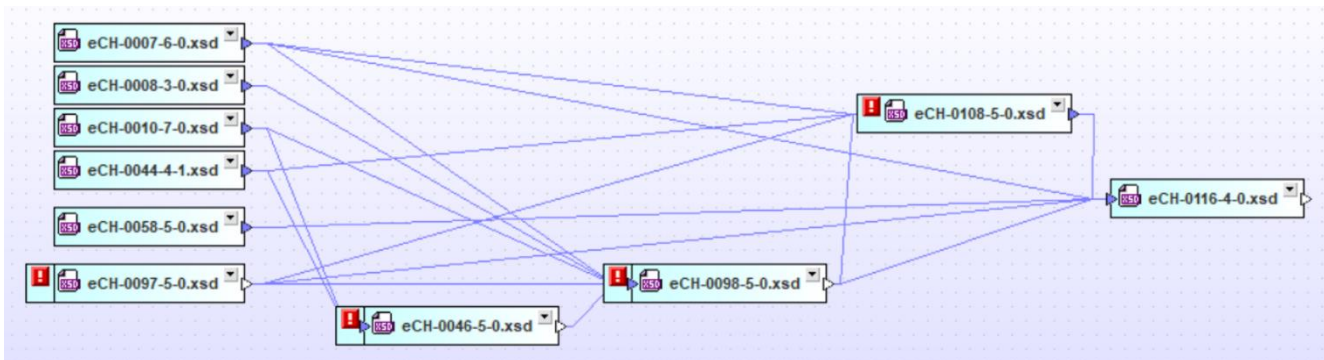 eCH-0007-6-0.xsd
eCH-0008-3-0.xsd
eCH-0010-7-0.xsd
eCH-0044-4-1.xsd
eCH-0058-5-0.xsd
! eCH-0097-5-0.xsd
! eCH-0046-5-0.xsd
! eCH-0098-5-0.xsd
! eCH-0108-5-0.xsd
eCH-0116-4-0.xsd